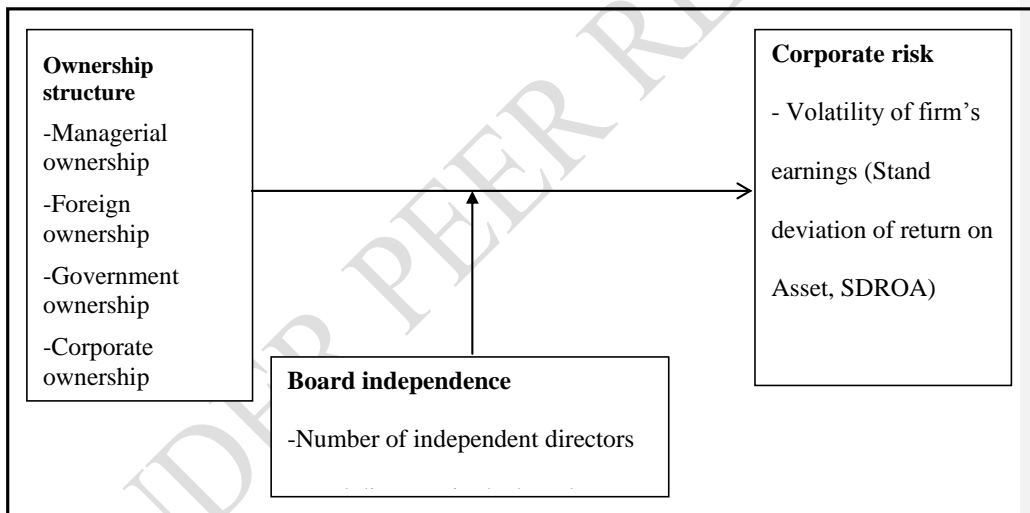 Ownership
structure
-Managerial
ownership
-Foreign
ownership
-Government
ownership
-Corporate
ownership
Corporate risk
- Volatility of firm’s
earnings (Stand
deviation of return on
Asset, SDROA)
Board independence
-Number of independent directors
PEER